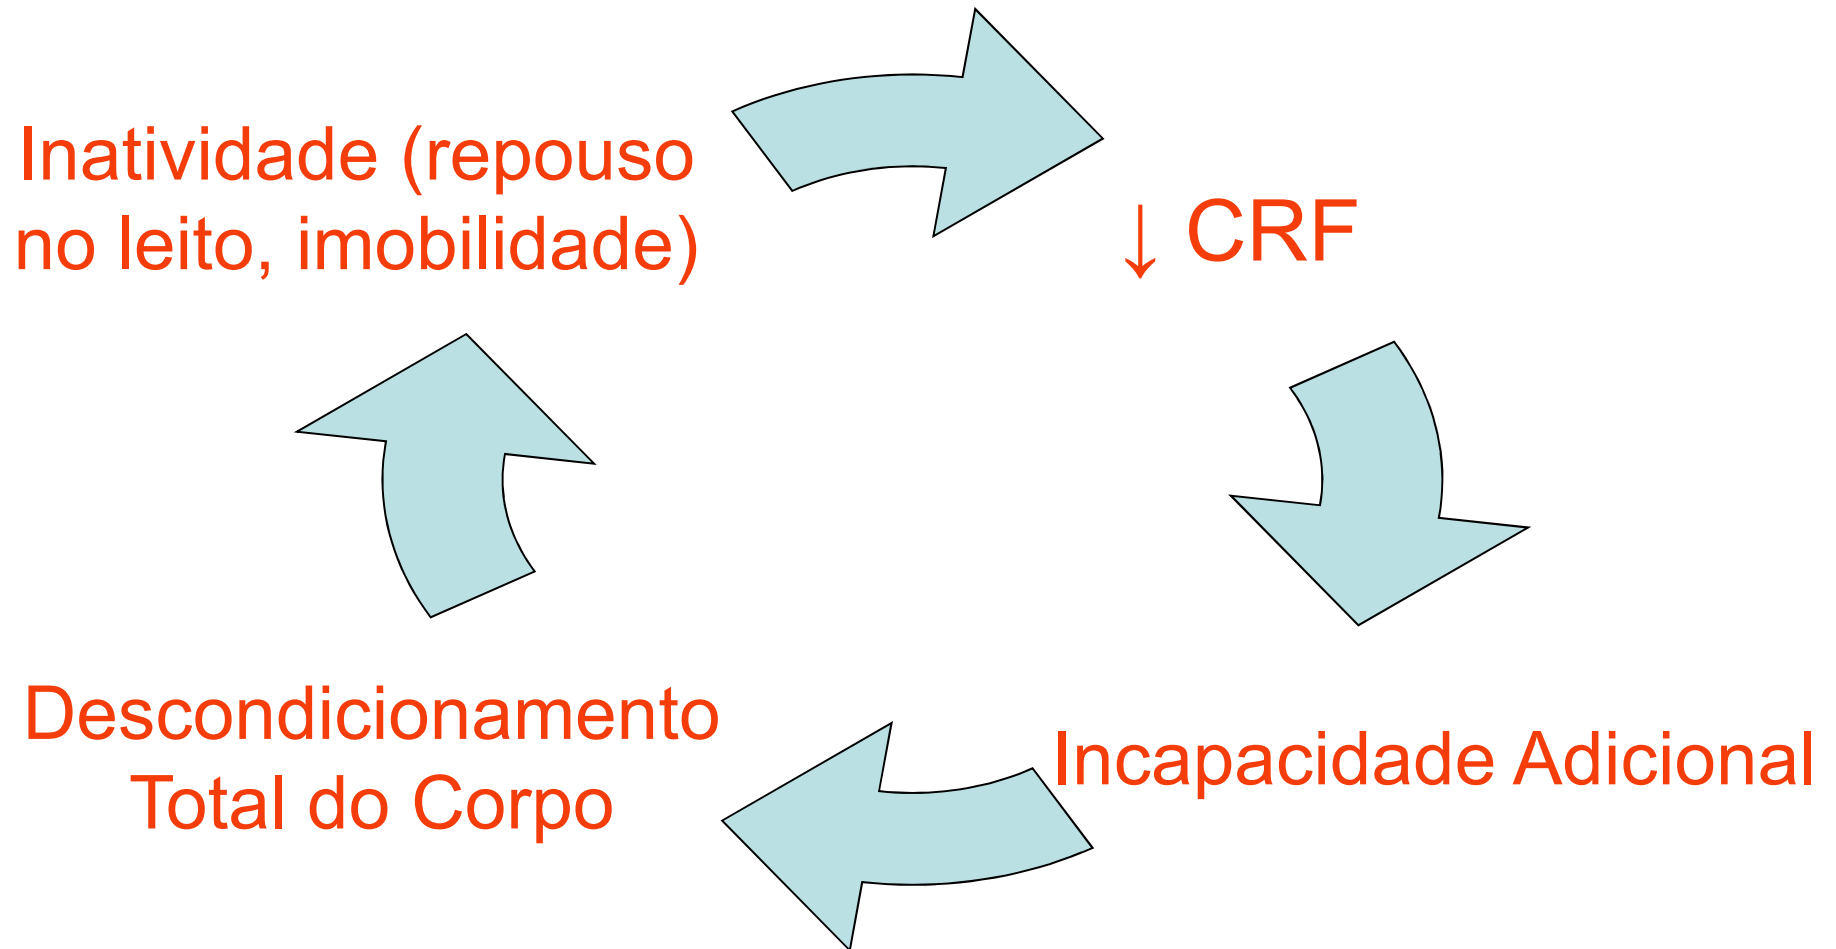 Inatividade (repouso
no leito, imobilidade)
↓ CRF
Incapacidade Adicional
Descondicionamento
Total do Corpo